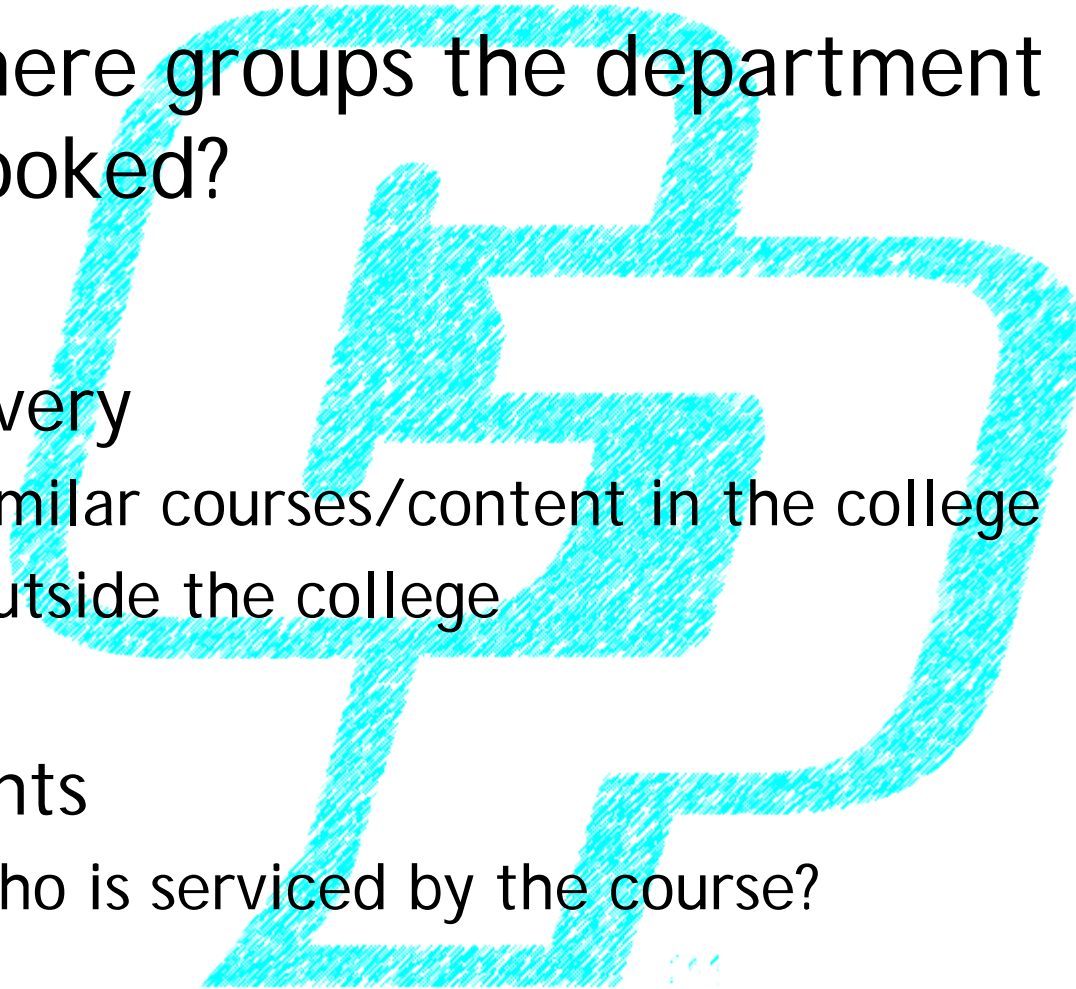 here groups the department
ooked?
very
milar courses/content in the college
utside the college
nts
ho is serviced by the course?